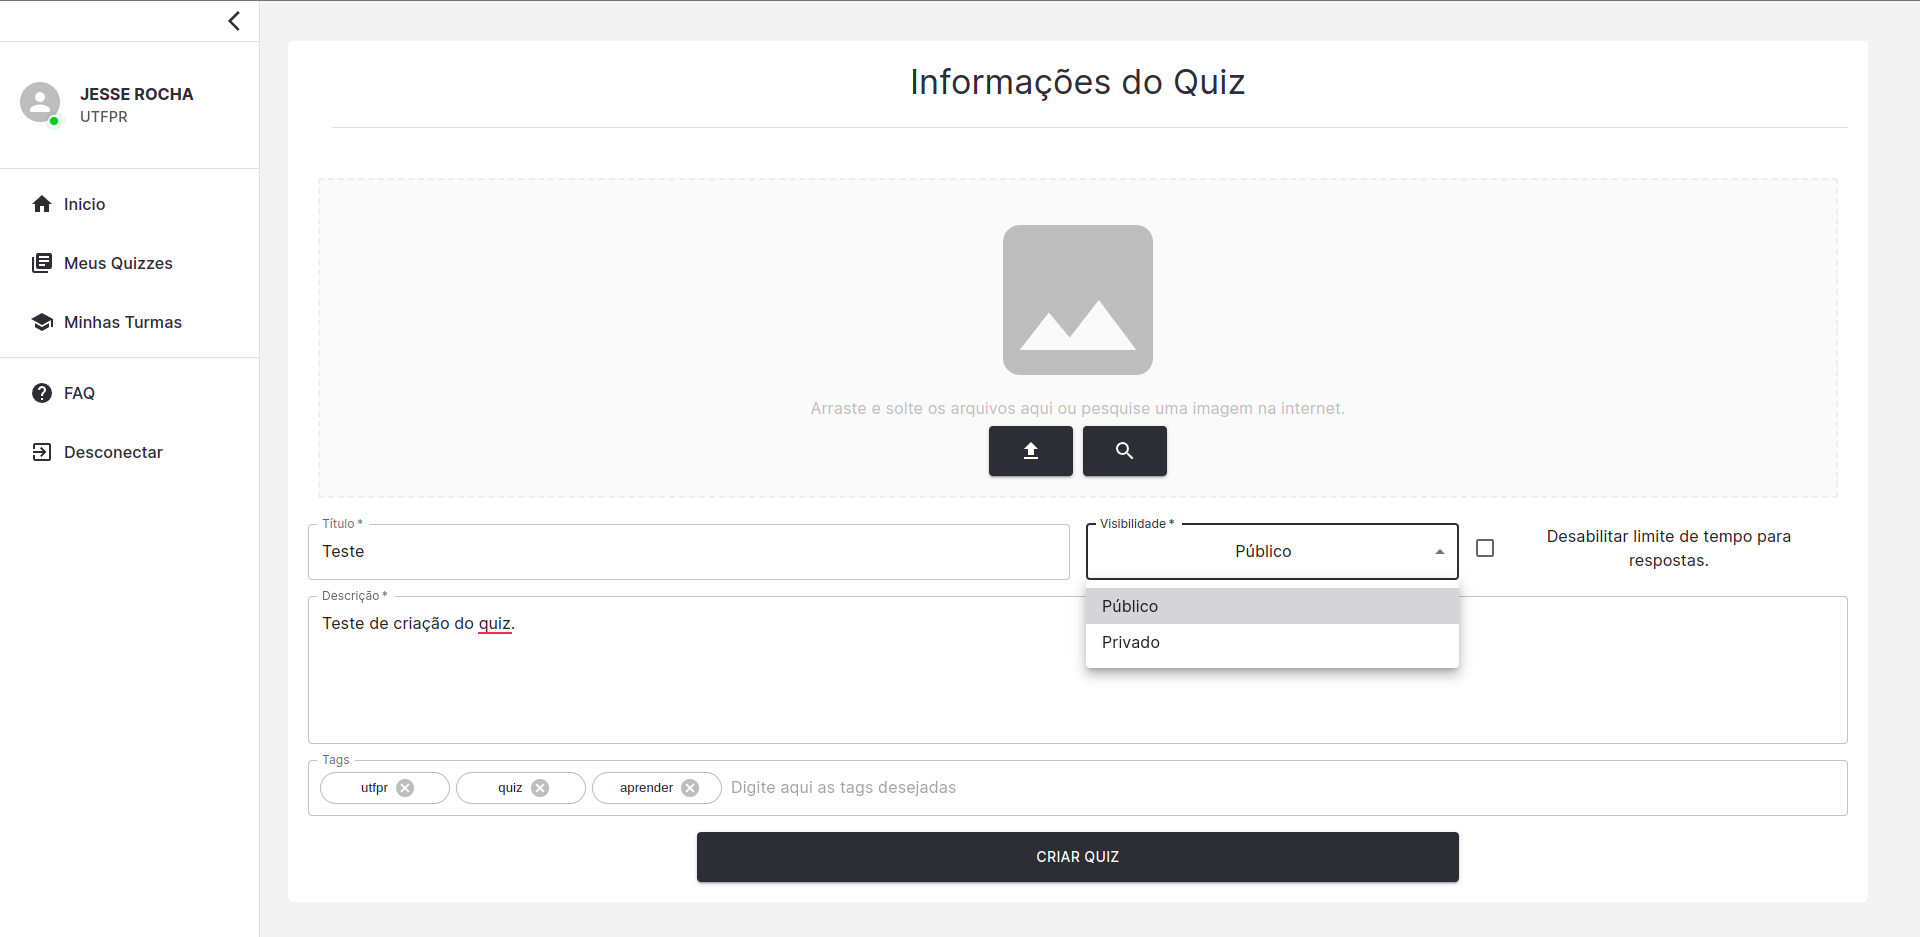 JESSE ROCHA
UTFPR
Inicio
Meus Quizzes
Minhas Turmas
FAQ
Desconectar
Informações do Quiz
Arraste e solte os arquivos aqui ou pesquise uma imagem na internet.
Título *
Teste
Visibilidade *
Público
Desabilitar limite de tempo para
respostas.
Público
Privado
Descrição *
Teste de criação do quiz.
Tags
utfpr quiz aprender Digite aqui as tags desejadas
CRIAR QUIZ